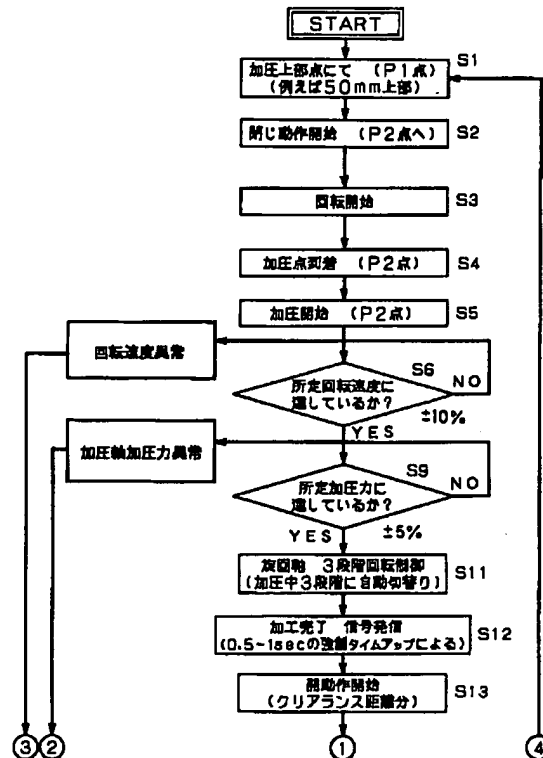 START
加圧上部点にて (P1点)
(例えば50mm上部)
S1
閉じ動作開始 (P2点へ)
S2
回転開始
S3
加圧点到着 (P2点)
S4
加圧開始 (P2点)
S5
回転速度異常
所定回転速度に
達しているか?
S6
NO
±10%
YES
加圧軸加圧力異常
所定加圧力に
達しているか?
S9
NO
±5%
YES
旋回軸 3段階回転制御
(加圧中3段階に自動切替り)
S11
加工完了 信号発信
(0.5~1secの強制タイムアップによる)
S12
開動作開始
(クリアランス距離分)
S13
③ ② ① ④